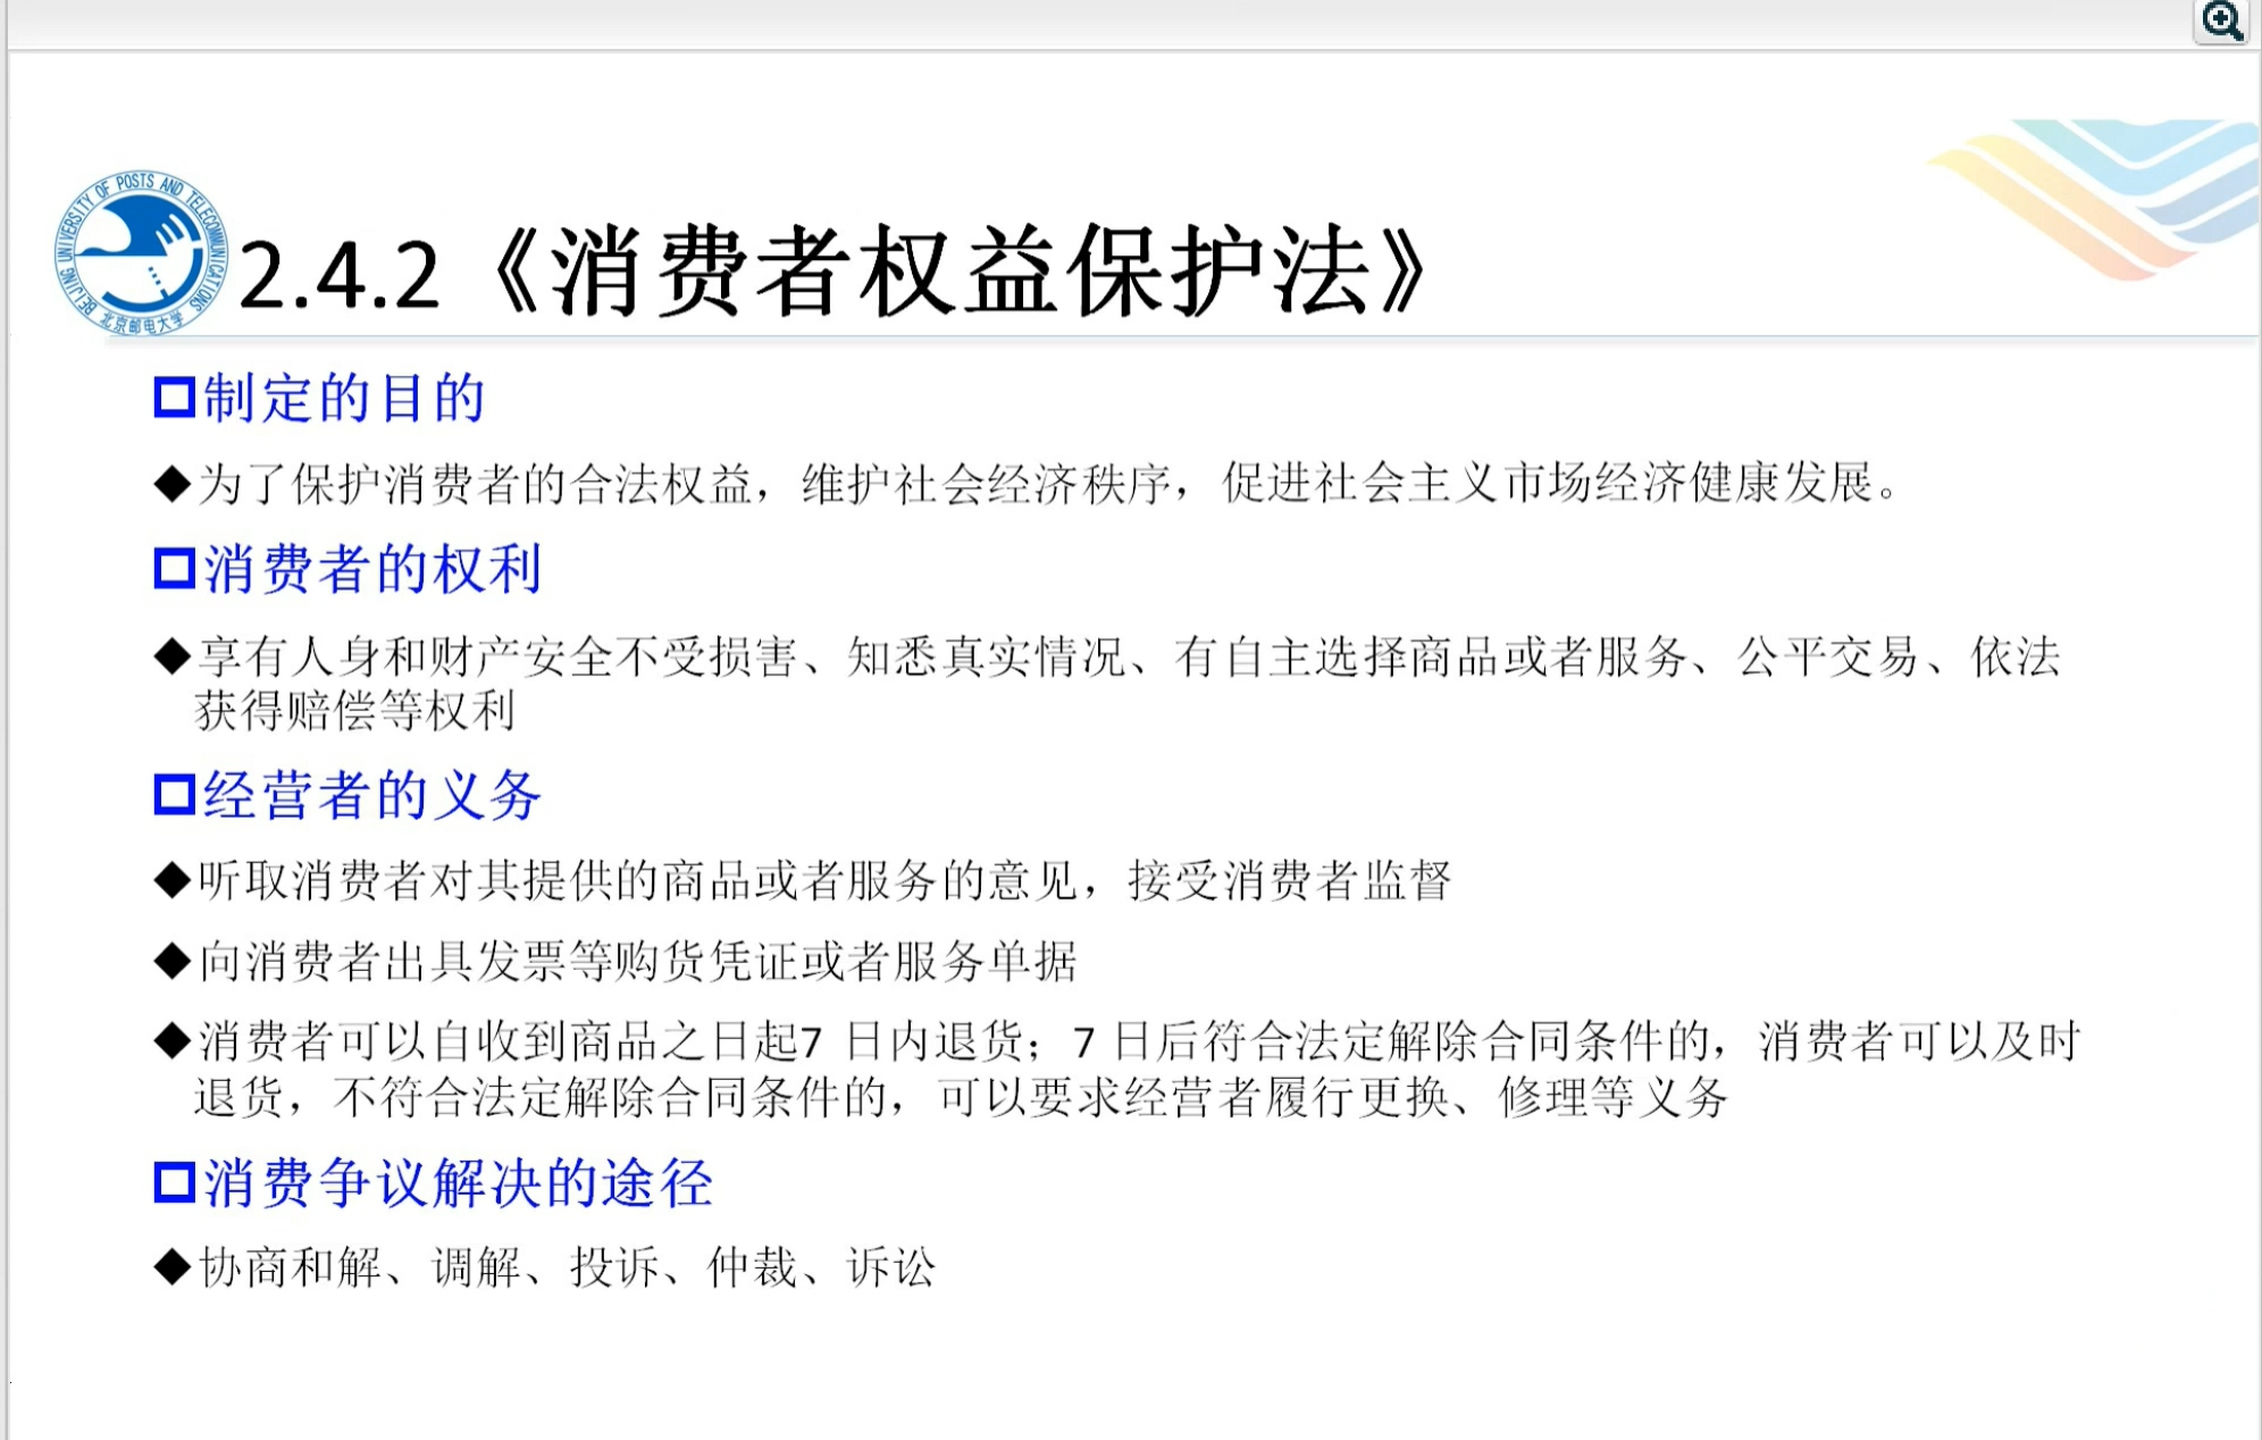 BEIJING UNIVERSITY OF POSTS AND TELECOMMUNICATIONS
北京邮电大学
2.4.2《消费者权益保护法》
制定的目的
为了保护消费者的合法权益，维护社会经济秩序，促进社会主义市场经济健康发展。
消费者的权利
享有人身和财产安全不受损害、知悉真实情况、有自主选择商品或者服务、公平交易、依法
获得赔偿等权利
经营者的义务
听取消费者对其提供的商品或者服务的意见，接受消费者监督
向消费者出具发票等购货凭证或者服务单据
消费者可以自收到商品之日起7 日内退货；7 日后符合法定解除合同条件的，消费者可以及时
退货，不符合法定解除合同条件的，可以要求经营者履行更换、修理等义务
消费争议解决的途径
协商和解、调解、投诉、仲裁、诉讼